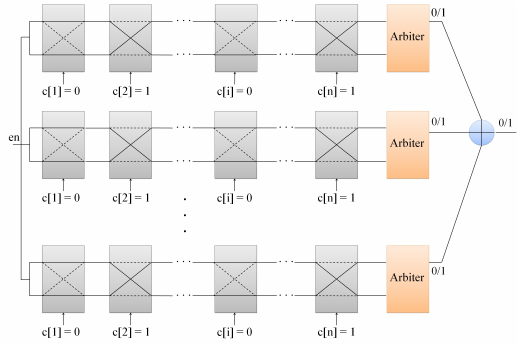 0/1
Arbiter
c[1] = 0 c[2] = 1 c[i] = 0 c[n] = 1
en
0/1
0/1
Arbiter
c[1] = 0 c[2] = 1 c[i] = 0 c[n] = 1
Arbiter
0/1
c[1] = 0 c[2] = 1 c[i] = 0 c[n] = 1